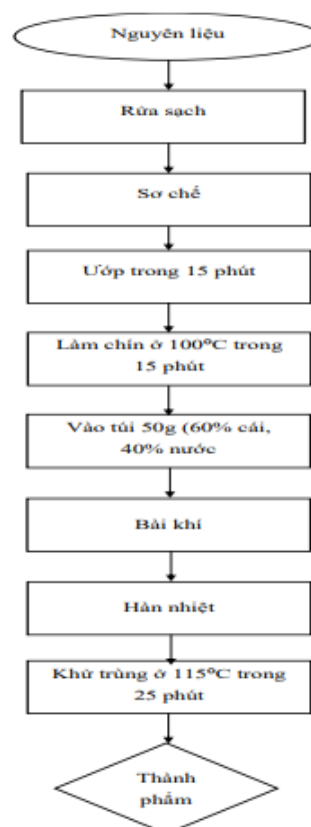 Nguyên liệu
Rửa sạch
Sơ chế
Ướp trong 15 phút
Làm chín ở 100°C trong
15 phút
Vào túi 50g (60% cái,
40% nước
Bài khí
Hàn nhiệt
Khử trùng ở 115°C trong
25 phút
Thành
phẩm